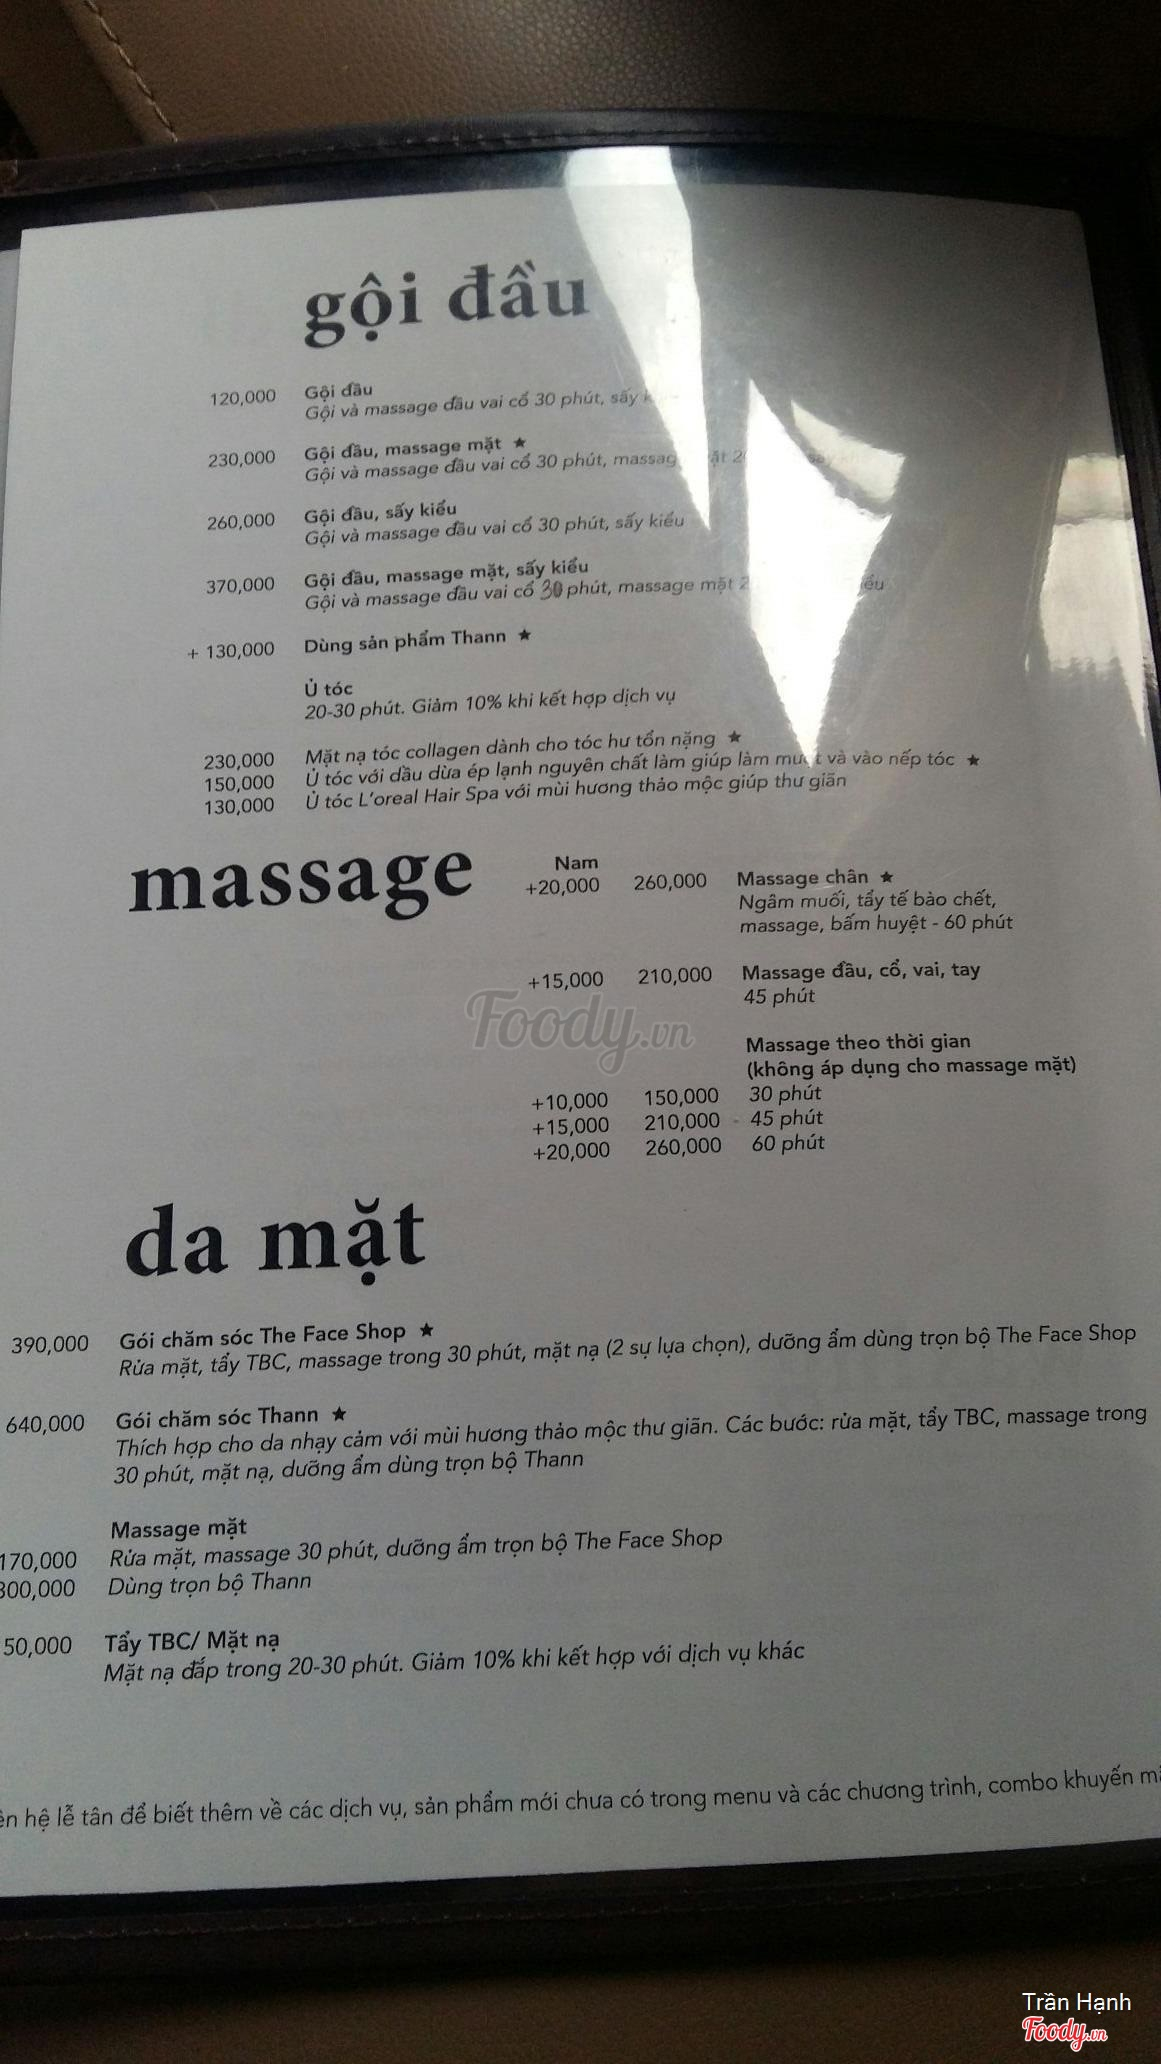 gội đầu
120,000 Gội đầu
Gội và massage đầu vai cổ 30 phút, sấy
230,000 Gội đầu, massage mặt ★
Gội và massage đầu vai cổ 30 phút,
260,000 Gội đầu, sấy kiểu
Gội và massage đầu vai cổ 30 phút, sấy kiểu
370,000 Gội đầu, massage mặt, sấy kiểu
Gội và massage đầu vai cổ 30 phút, massage mặt
+ 130,000 Dùng sản phẩm Thann ★
Ủ tóc
20-30 phút. Giảm 10% khi kết hợp dịch vụ
230,000 Mặt nạ tóc collagen dành cho tóc hư tổn nặng ★
150,000 Ủ tóc với dầu dừa ép lạnh nguyên chất làm giúp làm mượt và vào nếp tóc ★
130,000 Ủ tóc L'oreal Hair Spa với mùi hương thảo mộc giúp thư giãn
massage
Nam
+20,000 260,000 Massage chân ★
Ngâm muối, tẩy tế bào chết,
massage, bấm huyệt - 60 phút
+15,000 210,000 Massage đầu, cổ, vai, tay
45 phút
Massage theo thời gian
(không áp dụng cho massage mặt)
+10,000 150,000 30 phút
+15,000 210,000 - 45 phút
+20,000 260,000 60 phút
da mặt
390,000 Gói chăm sóc The Face Shop ★
Rửa mặt, tẩy TBC, massage trong 30 phút, mặt nạ (2 sự lựa chọn), dưỡng ẩm dùng trọn bộ The Face Shop
640,000 Gói chăm sóc Thann ★
Thích hợp cho da nhạy cảm với mùi hương thảo mộc thư giãn. Các bước: rửa mặt, tẩy TBC, massage trong
30 phút, mặt nạ, dưỡng ẩm dùng trọn bộ Thann
Massage mặt
170,000 Rửa mặt, massage 30 phút, dưỡng ẩm trọn bộ The Face Shop
300,000 Dùng trọn bộ Thann
50,000 Tẩy TBC/ Mặt nạ
Mặt nạ đắp trong 20-30 phút. Giảm 10% khi kết hợp với dịch vụ khác
hệ lễ tân để biết thêm về các dịch vụ, sản phẩm mới chưa có trong menu và các chương trình, combo khuyến
Foody.vn
Trần Hạnh
Foody.vn